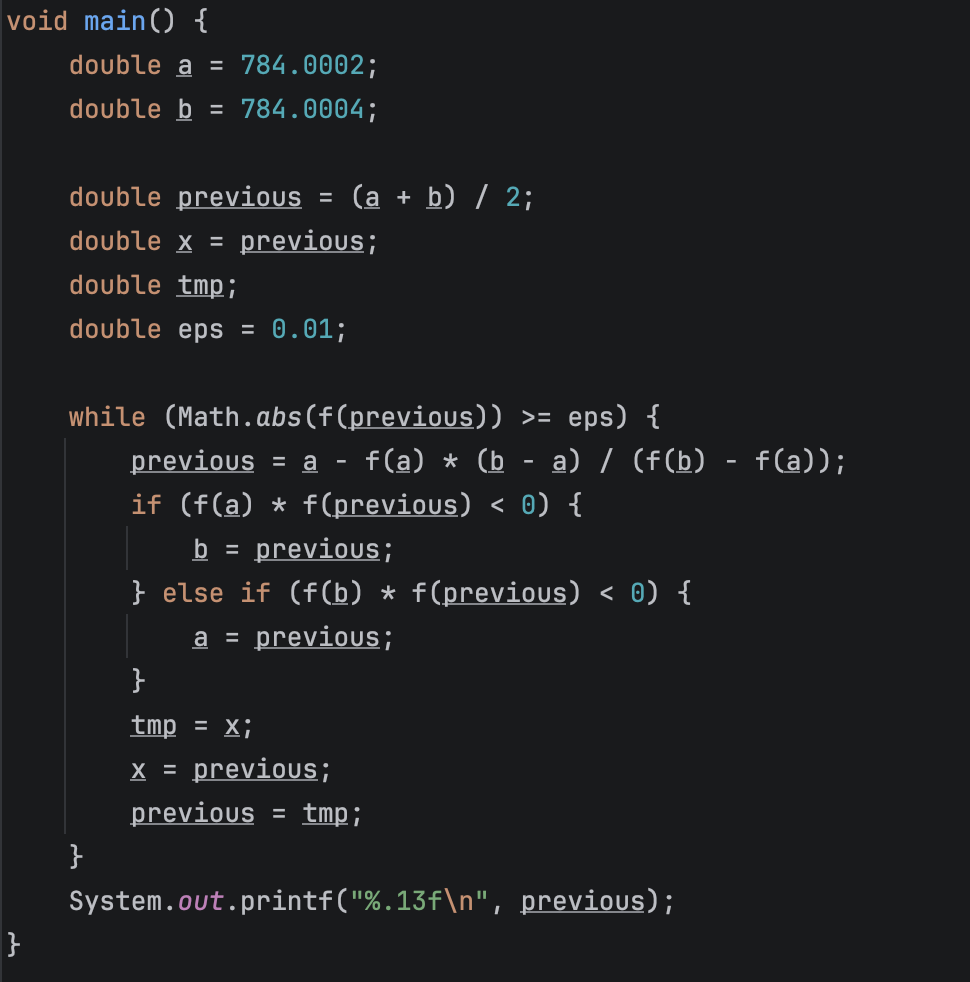 void main() {
    double a = 784.0002;
    double b = 784.0004;

    double previous = (a + b) / 2;
    double x = previous;
    double tmp;
    double eps = 0.01;

    while (Math.abs(f(previous)) >= eps) {
        previous = a - f(a) * (b - a) / (f(b) - f(a));
        if (f(a) * f(previous) < 0) {
            b = previous;
        } else if (f(b) * f(previous) < 0) {
            a = previous;
        }
        tmp = x;
        x = previous;
        previous = tmp;
    }
    System.out.printf("%.13f\n", previous);
}